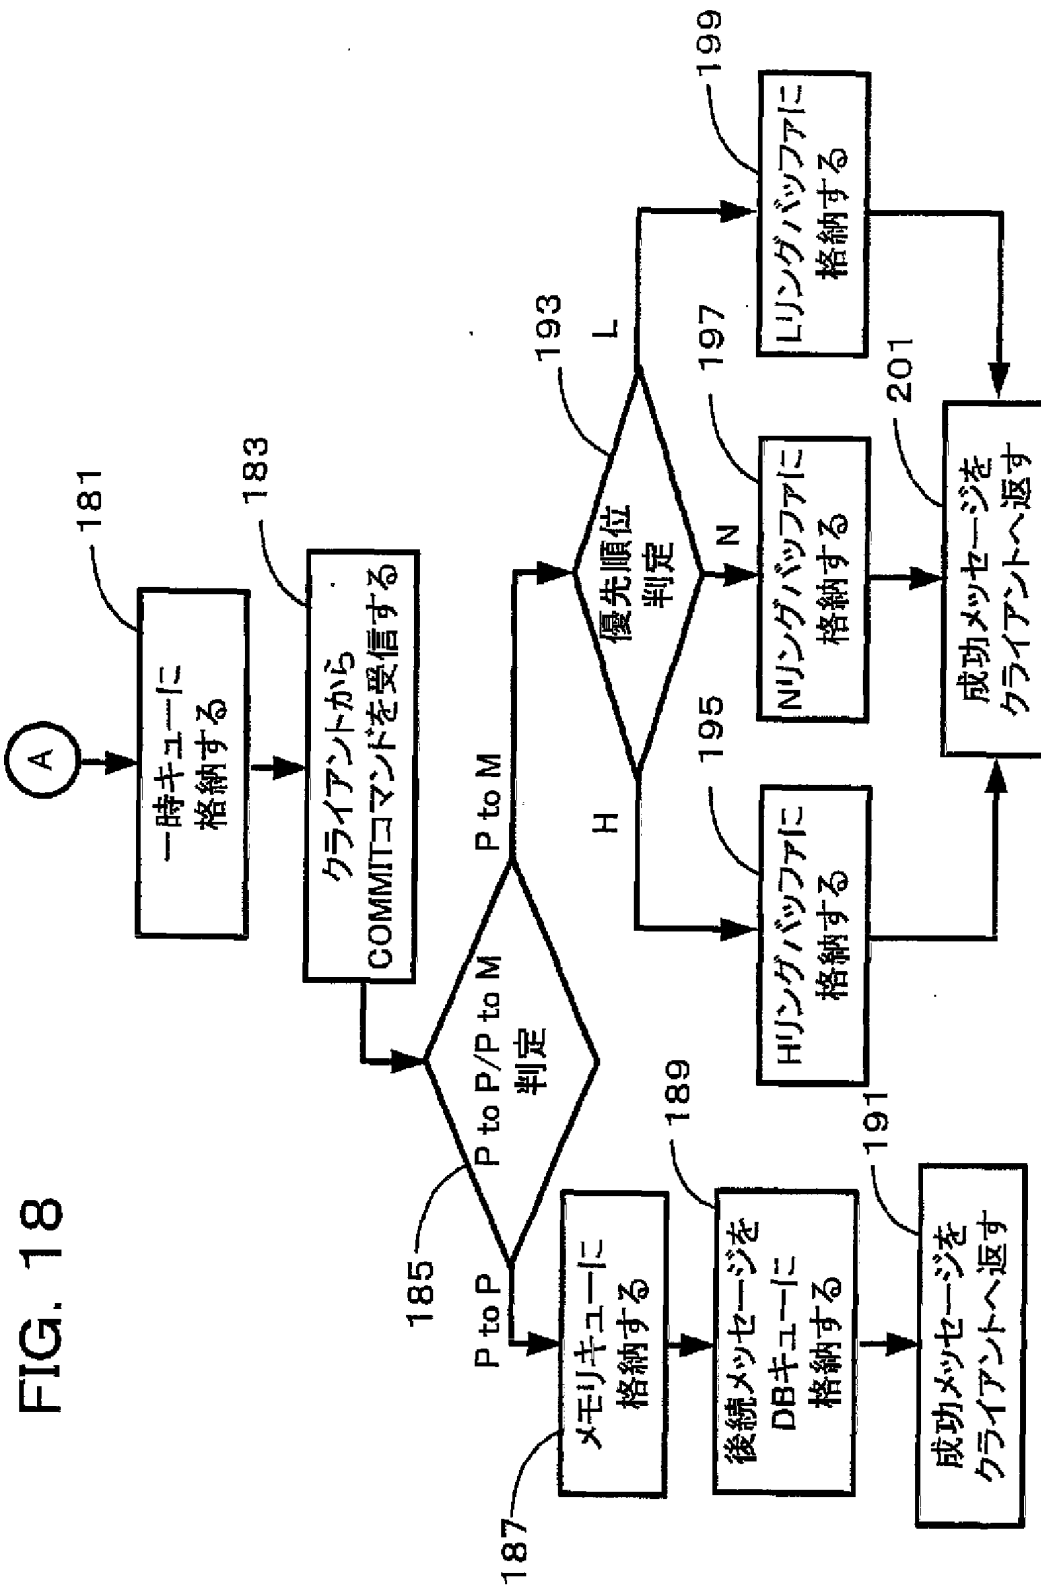 FIG. 18
A
181
一時キューに
格納する
183
クライアントから
COMMITコマンドを受信する
185
P to P/P to M
判定
P to P
P to M
187
メモリキューに
格納する
189
後続メッセージを
DBキューに
格納する
191
成功メッセージを
クライアントへ返す
193
優先順位
判定
H
N
L
195
Hリングバッファに
格納する
197
Nリングバッファに
格納する
199
Lリングバッファに
格納する
201
成功メッセージを
クライアントへ返す